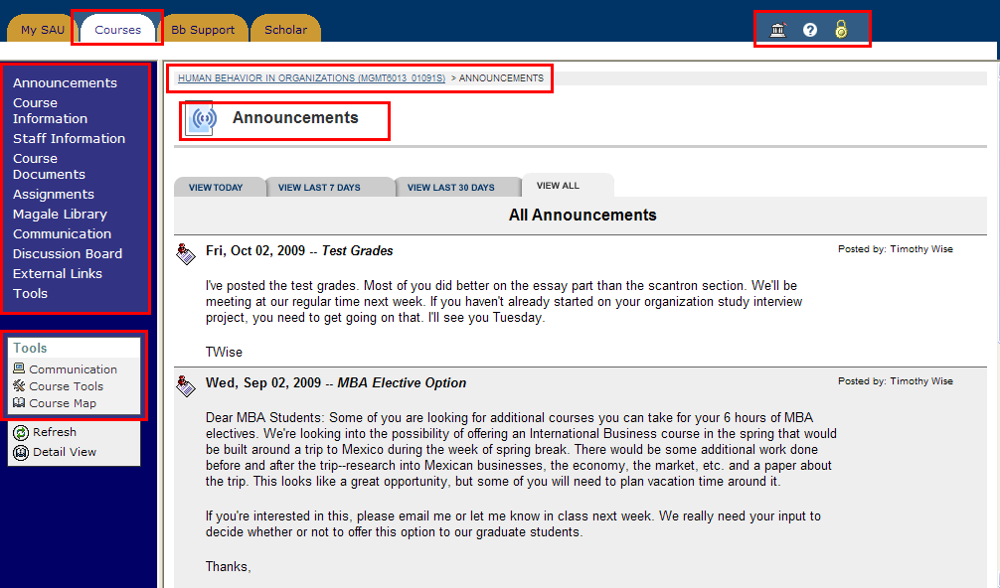 My SAU
Courses
Bb Support
Scholar
Announcements
Course
Information
Staff Information
Course
Documents
Assignments
Magale Library
Communication
Discussion Board
External Links
Tools
Tools
Communication
Course Tools
Course Map
Refresh
Detail View
HUMAN BEHAVIOR IN ORGANIZATIONS (MGMT6013_01091S) > ANNOUNCEMENTS
Announcements
VIEW TODAY
VIEW LAST 7 DAYS
VIEW LAST 30 DAYS
VIEW ALL
All Announcements
Fri, Oct 02, 2009 -- Test Grades
Posted by: Timothy Wise
I've posted the test grades. Most of you did better on the essay part than the scantron section. We'll be
meeting at our regular time next week. If you haven't already started on your organization study interview
project, you need to get going on that. I'll see you Tuesday.
TWise
Wed, Sep 02, 2009 -- MBA Elective Option
Posted by: Timothy Wise
Dear MBA Students: Some of you are looking for additional courses you can take for your 6 hours of MBA
electives. We're looking into the possibility of offering an International Business course in the spring that would
be built around a trip to Mexico during the week of spring break. There would be some additional work done
before and after the trip--research into Mexican businesses, the economy, the market, etc. and a paper about
the trip. This looks like a great opportunity, but some of you will need to plan vacation time around it.
If you're interested in this, please email me or let me know in class next week. We really need your input to
decide whether or not to offer this option to our graduate students.
Thanks,